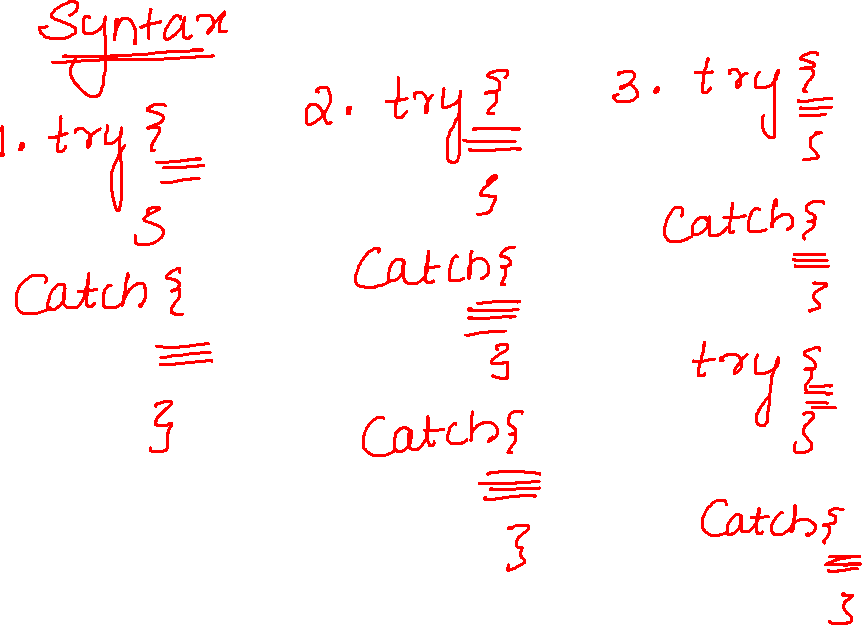 Syntax
1. try {
}
Catch {
}
2. try {
}
Catch {
}
Catch {
}
3. try {
}
Catch {
}
try {
}
Catch {
}